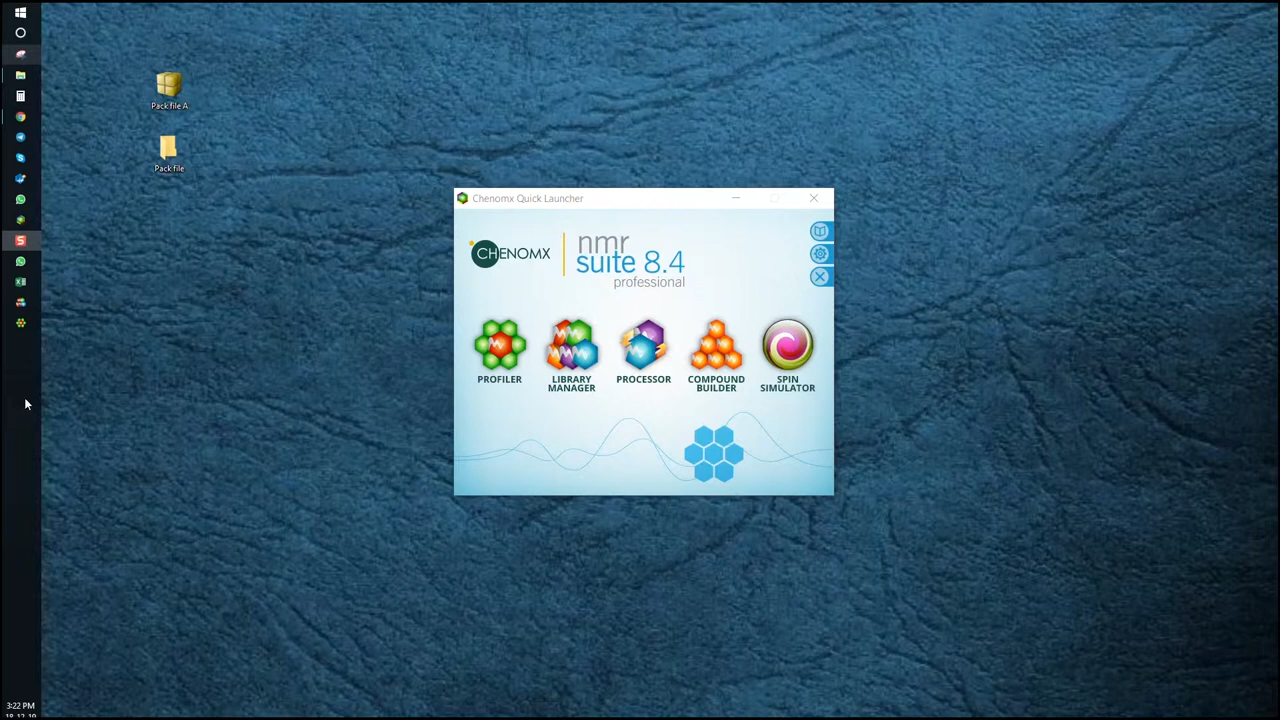 Pack file A
Pack file
Chenomx Quick Launcher
CHENOMX
nmr
suite 8.4
professional
PROFILER
LIBRARY
MANAGER
PROCESSOR
COMPOUND
BUILDER
SPIN
SIMULATOR
S
3:22 PM